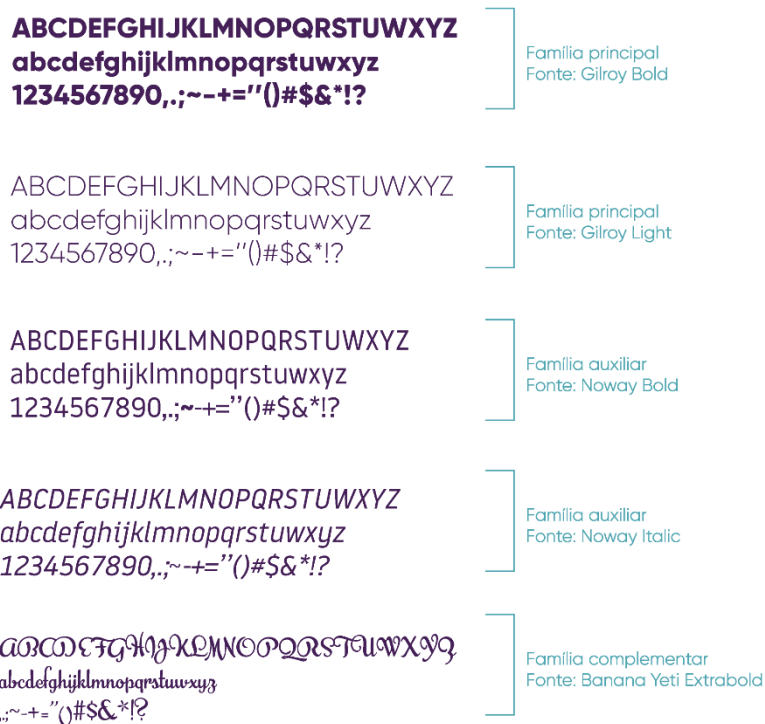 ABCDEFGHIJKLMNOPQRSTUWXYZ
abcdefghijklmnopqrstuwxyz
1234567890,.;~-+=''()#$&*!?
Família principal
Fonte: Gilroy Bold
ABCDEFGHIJKLMNOPQRSTUWXYZ
abcdefghijklmnopqrstuwxyz
1234567890,.;~-+=''()#$&*!?
Família principal
Fonte: Gilroy Light
ABCDEFGHIJKLMNOPQRSTUWXYZ
abcdefghijklmnopqrstuwxyz
1234567890,.;~-+=’’()#$&*!?
Família auxiliar
Fonte: Noway Bold
ABCDEFGHIJKLMNOPQRSTUWXYZ
abcdefghijklmnopqrstuwxyz
1234567890,.;~-+=’’()#$&*!?
Família auxiliar
Fonte: Noway Italic
ABCDEFGHIJKLMNOPQRSTUWXYZ
abcdefghijklmnopqrstuwxyz
,.;~-+=’’()#$&*!?
Família complementar
Fonte: Banana Yeti Extrabold